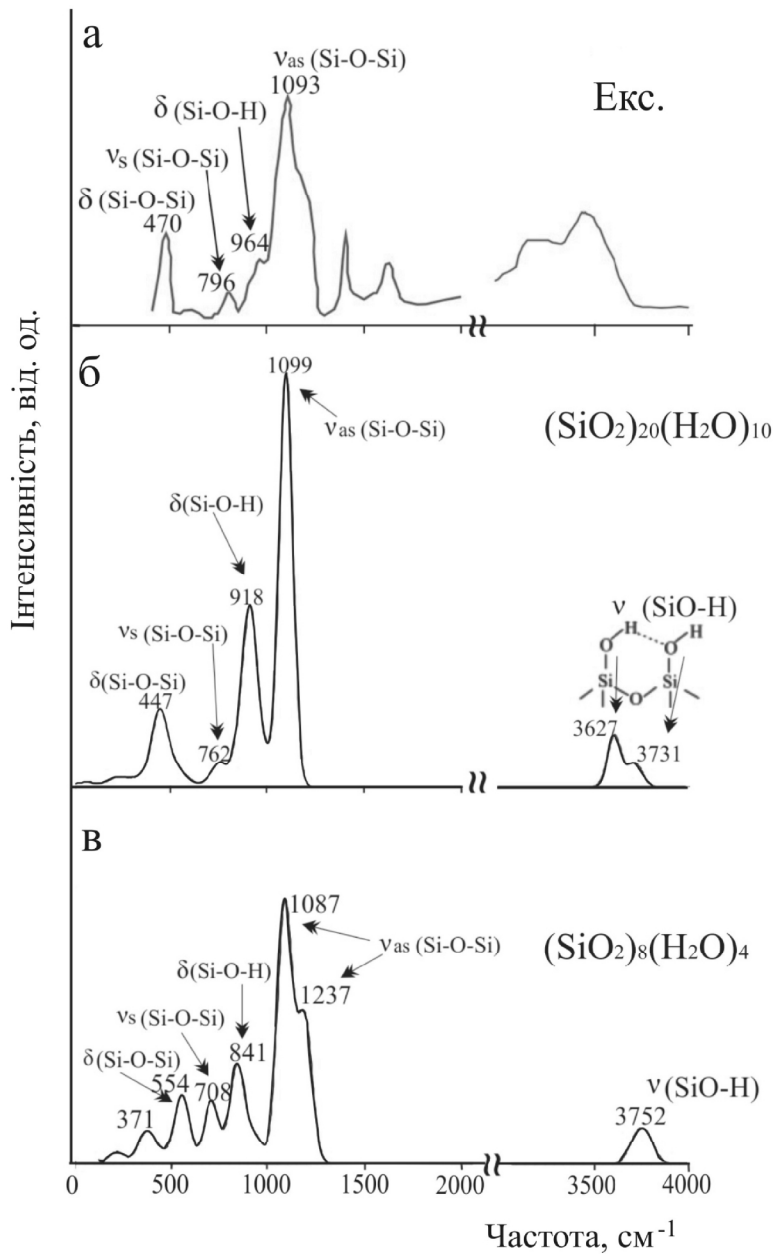 Інтенсивність, від. од.
а
Екс.
νas (Si-O-Si)
1093
δ (Si-O-H)
νs (Si-O-Si)
δ (Si-O-Si)
470
964
796
б
(SiO2)20(H2O)10
1099
νas (Si-O-Si)
δ(Si-O-H)
918
νs (Si-O-Si)
δ(Si-O-Si)
447
762
ν (SiO-H)
H H
O O
Si Si
O
3627
3731
в
(SiO2)8(H2O)4
1087
νas (Si-O-Si)
1237
δ(Si-O-H)
841
νs (Si-O-Si)
708
δ(Si-O-Si)
554
371
ν(SiO-H)
3752
0 500 1000 1500 2000 3500 4000
Частота, см-1